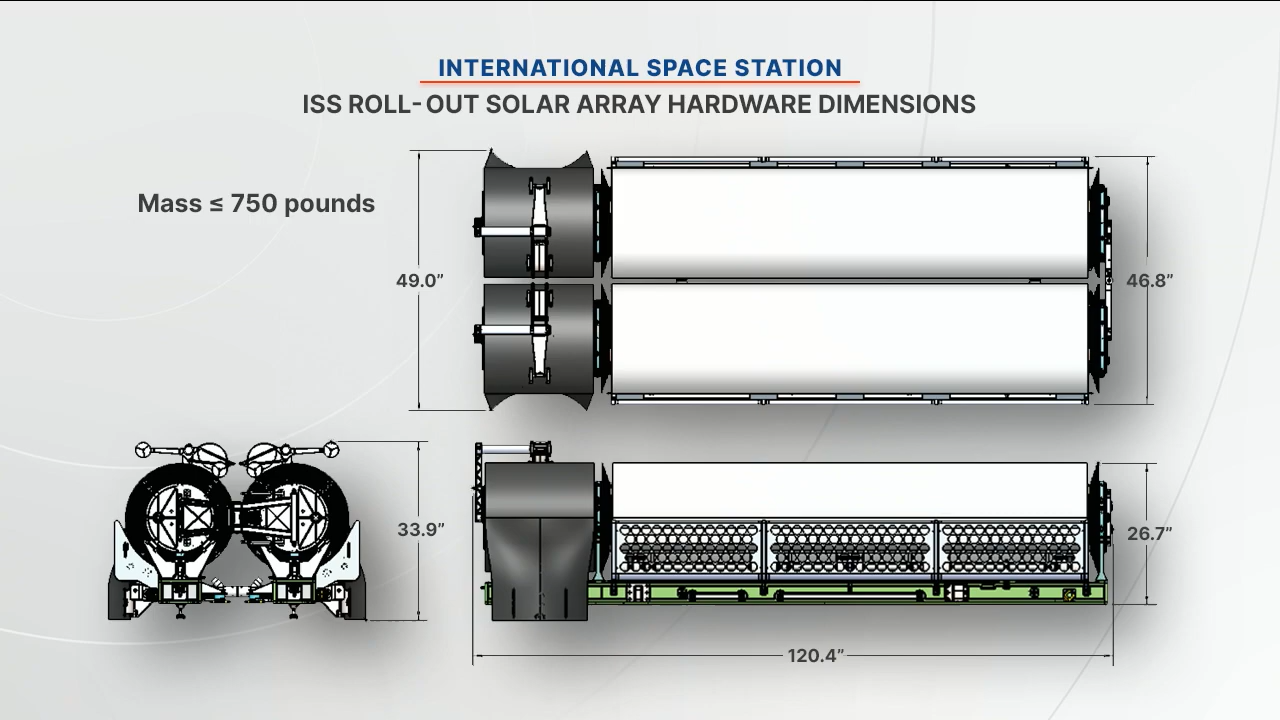 INTERNATIONAL SPACE STATION
ISS ROLL-OUT SOLAR ARRAY HARDWARE DIMENSIONS
Mass ≤ 750 pounds
49.0”
46.8”
33.9”
26.7”
120.4”